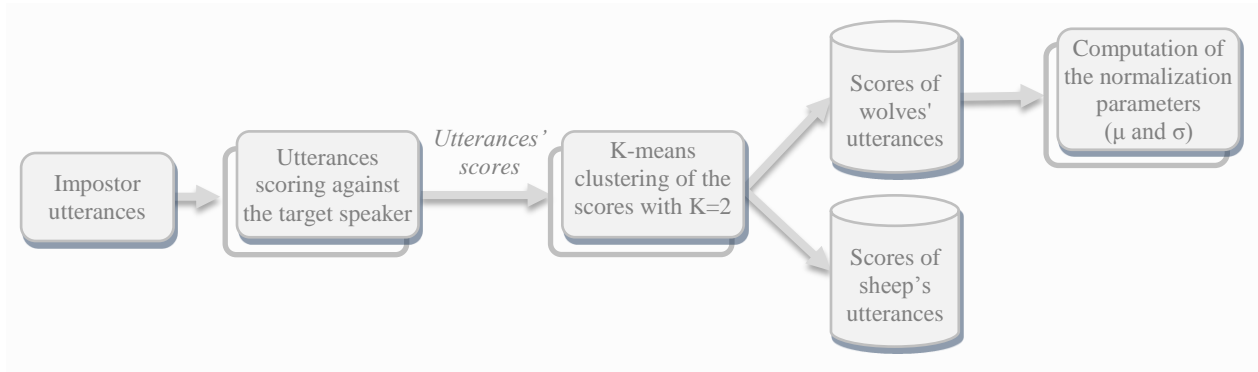 Impostor
utterances
Utterances
scoring against
the target speaker
Utterances’
scores
K-means
clustering of the
scores with K=2
Scores of
wolves'
utterances
Scores of
sheep’s
utterances
Computation of
the normalization
parameters
(μ and σ)